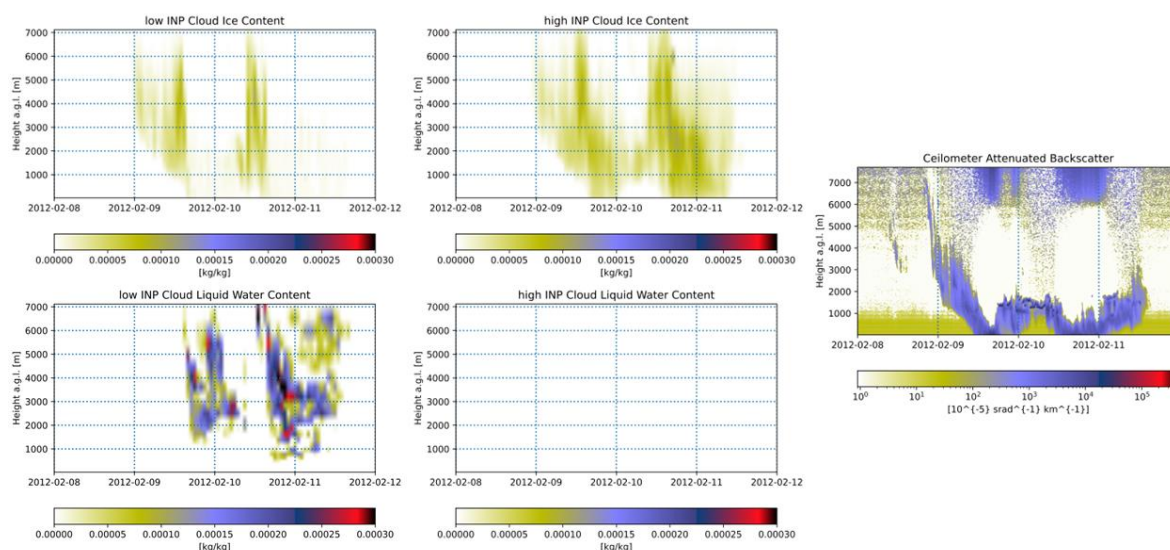 low INP Cloud Ice Content
Height a.g.l. [m]
7000
6000
5000
4000
3000
2000
1000
2012-02-08 2012-02-09 2012-02-10 2012-02-11 2012-02-12
0.00000 0.00005 0.00010 0.00015 0.00020 0.00025 0.00030
[kg/kg]
high INP Cloud Ice Content
Height a.g.l. [m]
7000
6000
5000
4000
3000
2000
1000
2012-02-08 2012-02-09 2012-02-10 2012-02-11 2012-02-12
0.00000 0.00005 0.00010 0.00015 0.00020 0.00025 0.00030
[kg/kg]
low INP Cloud Liquid Water Content
Height a.g.l. [m]
7000
6000
5000
4000
3000
2000
1000
2012-02-08 2012-02-09 2012-02-10 2012-02-11 2012-02-12
0.00000 0.00005 0.00010 0.00015 0.00020 0.00025 0.00030
[kg/kg]
high INP Cloud Liquid Water Content
Height a.g.l. [m]
7000
6000
5000
4000
3000
2000
1000
2012-02-08 2012-02-09 2012-02-10 2012-02-11 2012-02-12
0.00000 0.00005 0.00010 0.00015 0.00020 0.00025 0.00030
[kg/kg]
Ceilometer Attenuated Backscatter
Height a.g.l. [m]
7000
6000
5000
4000
3000
2000
1000
2012-02-08 2012-02-09 2012-02-10 2012-02-11
10^0 10^1 10^2 10^3 10^4 10^5
[10^{-5} srad^{-1} km^{-1}]